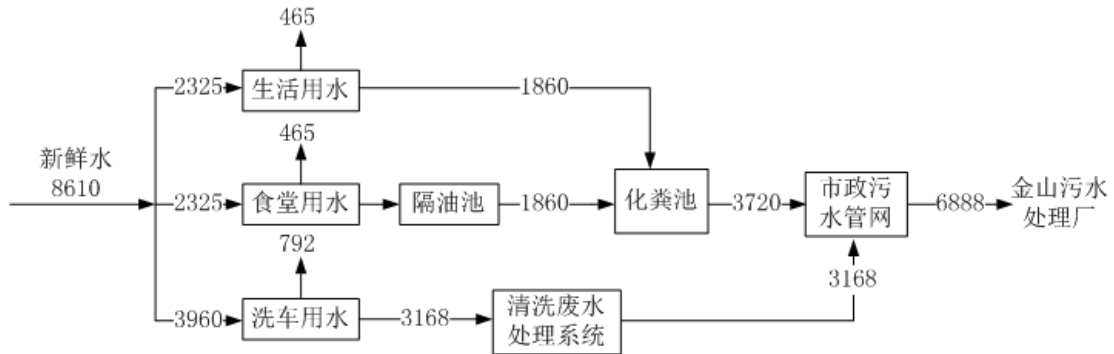 465
2325
生活用水
1860
465
新鲜水
8610
2325
食堂用水
隔油池
1860
化粪池
3720
市政污
水管网
6888
金山污水
处理厂
792
3168
3960
洗车用水
3168
清洗废水
处理系统